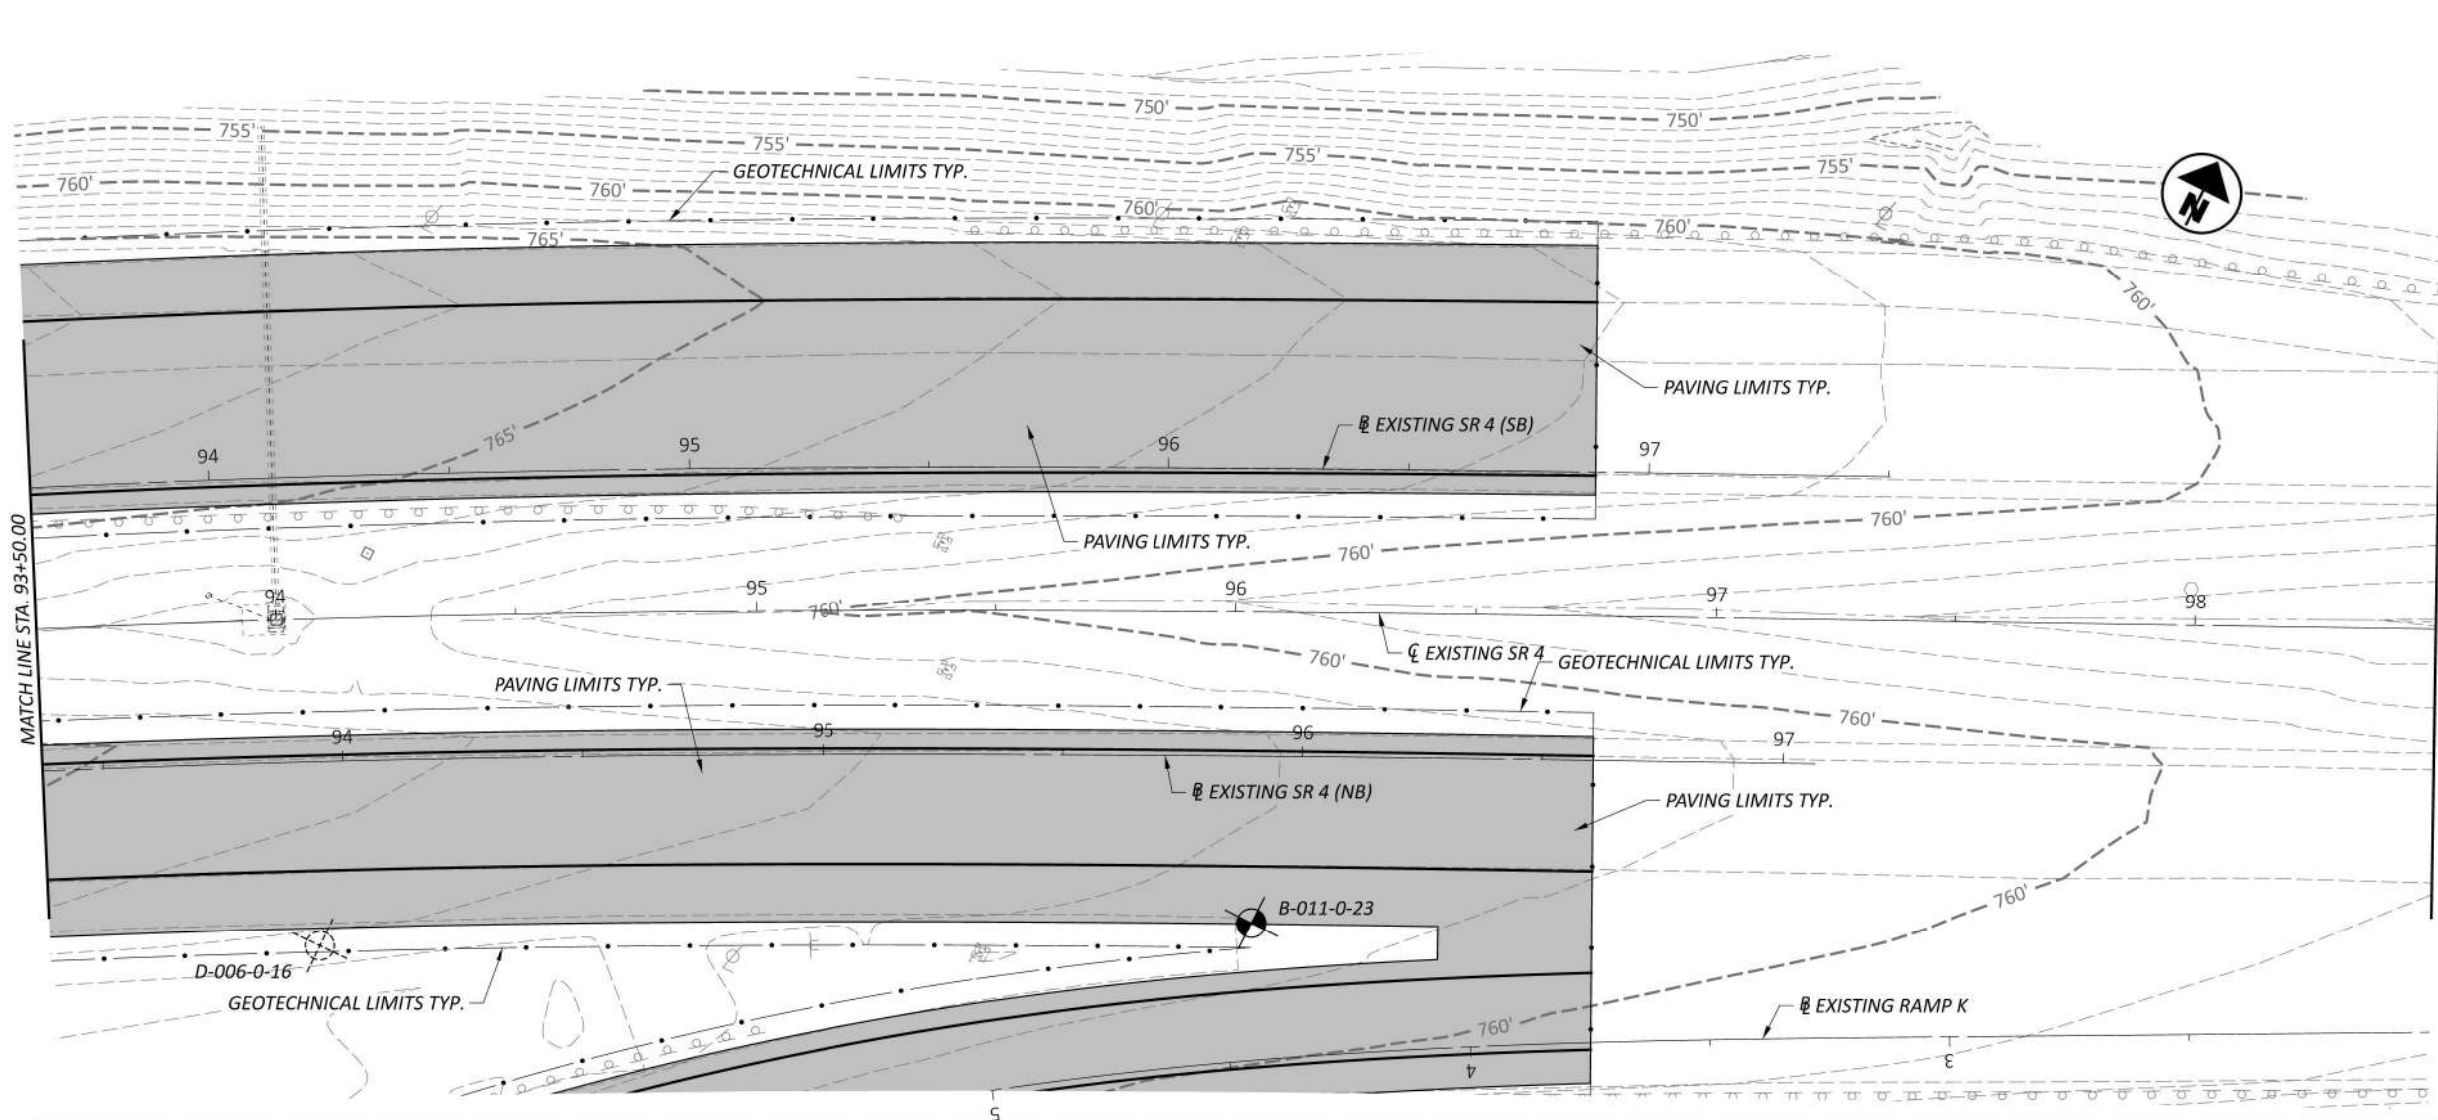 750'
750'
755'
755'
755'
755'
760'
760'
760'
760'
GEOTECHNICAL LIMITS TYP.
N
765'
760'
PAVING LIMITS TYP.
765'
℄ EXISTING SR 4 (SB)
94
95
96
97
760'
760'
PAVING LIMITS TYP.
MATCH LINE STA. 93+50.00
94
95
96
97
98
760'
760'
℄ EXISTING SR 4
GEOTECHNICAL LIMITS TYP.
PAVING LIMITS TYP.
760'
94
95
96
97
BL EXISTING SR 4 (NB)
PAVING LIMITS TYP.
760'
B-011-0-23
D-006-0-16
GEOTECHNICAL LIMITS TYP.
BL EXISTING RAMP K
760'
3
4
5